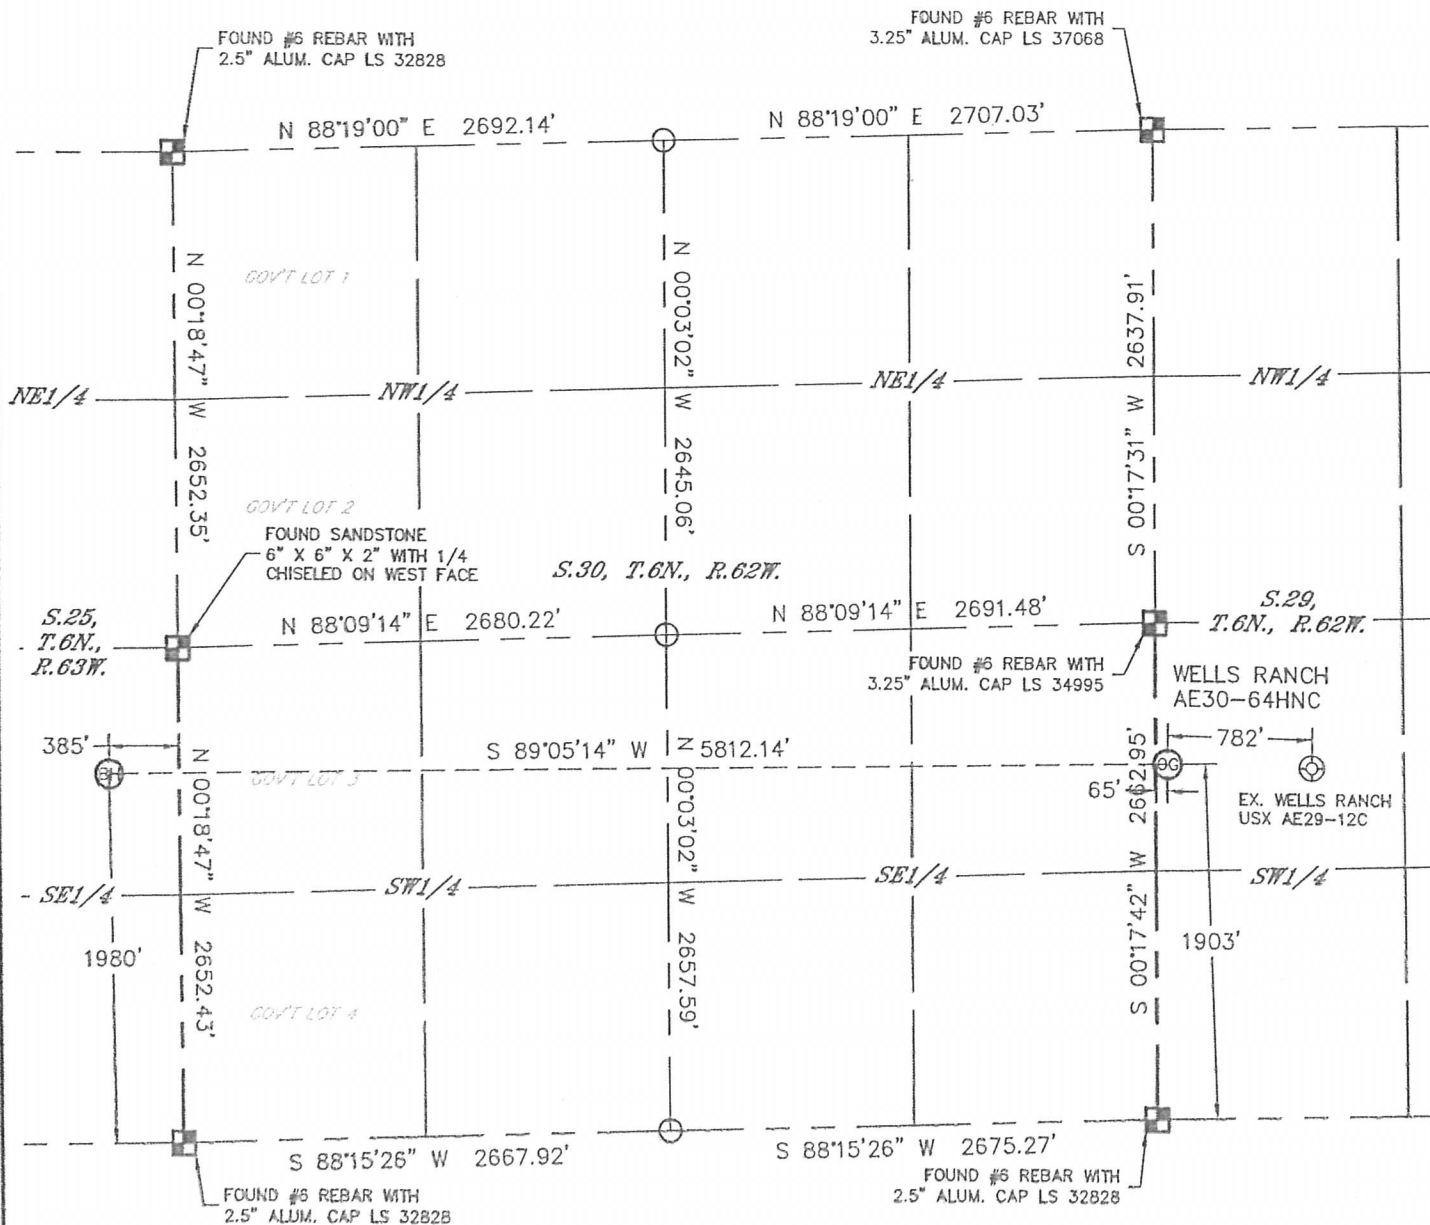 FOUND #6 REBAR WITH
2.5" ALUM. CAP LS 32828
FOUND #6 REBAR WITH
3.25" ALUM. CAP LS 37068
N 88°19'00" E 2692.14'
N 88°19'00" E 2707.03'
N 00°18'47" W 2652.35'
GOV'T LOT 1
N 00°03'02" W 2645.06'
S 00°17'31" W 2637.91'
NE1/4
NW1/4
NE1/4
NW1/4
GOV'T LOT 2
FOUND SANDSTONE
6" X 6" X 2" WITH 1/4
CHISELED ON WEST FACE
S.30, T.6N., R.62W.
S.25,
T.6N.,
R.63W.
N 88°09'14" E 2680.22'
N 88°09'14" E 2691.48'
S.29,
T.6N., R.62W.
FOUND #6 REBAR WITH
3.25" ALUM. CAP LS 34995
WELLS RANCH
AE30-64HNC
385'
S 89°05'14" W 5812.14'
782'
BH
GOV'T LOT 3
OG
65'
EX. WELLS RANCH
USX AE29-12C
N 00°18'47" W 2652.43'
N 00°03'02" W 2657.59'
S 00°17'42" W 2662.95'
SE1/4
SW1/4
SE1/4
SW1/4
1980'
1903'
GOV'T LOT 4
S 88°15'26" W 2667.92'
S 88°15'26" W 2675.27'
FOUND #6 REBAR WITH
2.5" ALUM. CAP LS 32828
FOUND #6 REBAR WITH
2.5" ALUM. CAP LS 32828